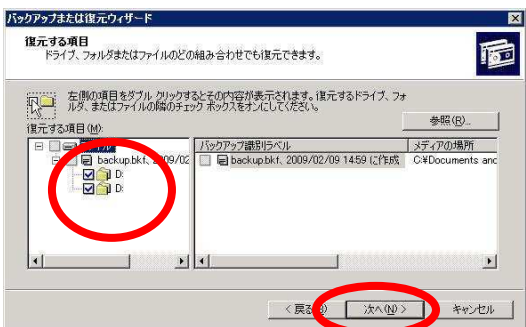 バックアップまたは復元ウィザード
復元する項目
ドライブ、フォルダまたはファイルのどの組み合わせでも復元できます。
左側の項目をダブル クリックするとその内容が表示されます。復元するドライブ、フォ
ルダ、またはファイルの隣のチェック ボックスをオンにしてください。
参照(R)...
復元する項目(M):
バックアップ識別ラベル メディアの場所
backup.bkf、2009/02
backup.bkf、2009/02/09 14:59 に作成 C:¥Documents and
D:
D:
< 戻る
次へ(N) >
キャンセル